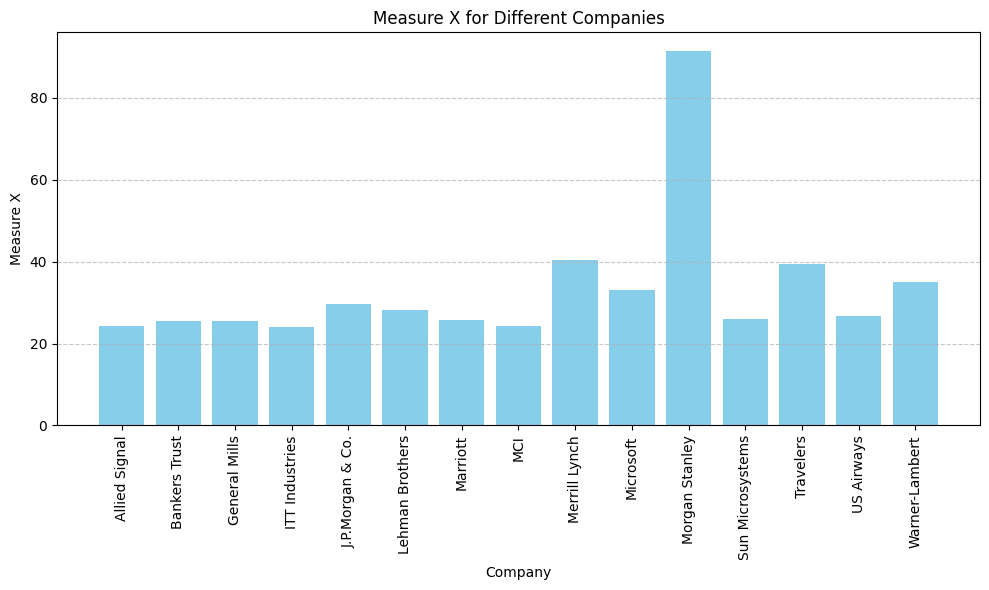 Measure X for Different Companies
Measure X
80
60
40
20
0
Allied Signal
Bankers Trust
General Mills
ITT Industries
J.P.Morgan & Co.
Lehman Brothers
Marriott
MCI
Merrill Lynch
Microsoft
Morgan Stanley
Sun Microsystems
Travelers
US Airways
Warner-Lambert
Company